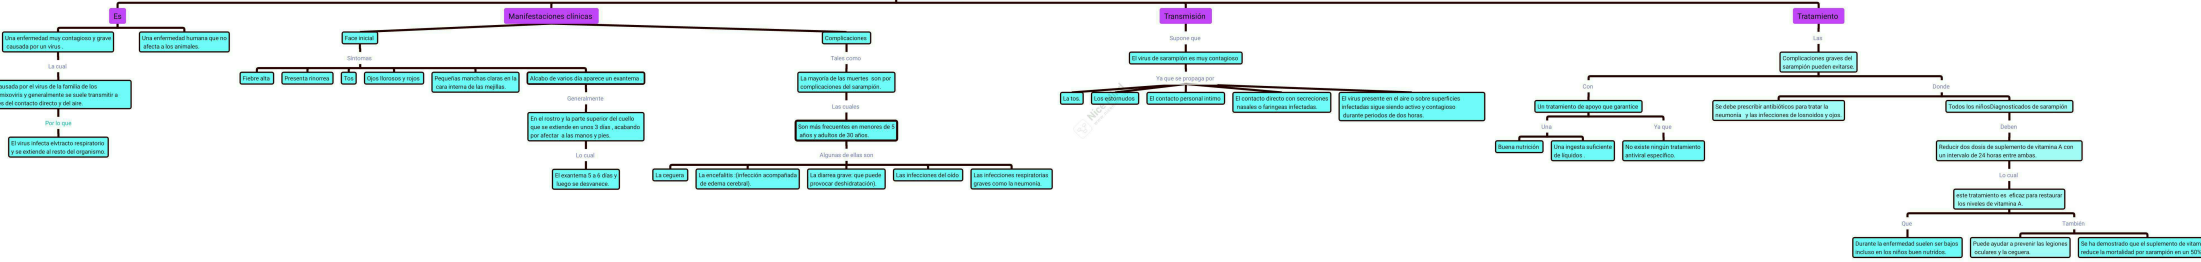 Es
Una enfermedad muy contagioso y grave
causada por un virus .
Una enfermedad humana que no
afecta a los animales.
La cual
ausada por el virus de la familia de los
mixoviris y generalmente se suele transmitir a
s del contacto directo y del aire.
Por lo que
El virus infecta elvtracto respiratorio
y se extiende al resto del organismo.
Manifestaciones clínicas
Face inicial
Sintomas
Fiebre alta
Presenta rinorrea
Tos
Ojos llorosos y rojos
Pequeñas manchas claras en la
cara interna de las mejillas.
Alcabo de varios dia aparece un exantema
Generalmente
En el rostro y la parte superior del cuello
que se extiende en unos 3 dias , acabando
por afectar a las manos y pies.
Lo cual
El exantema 5 a 6 días y
luego se desvanece.
Complicaciones
Tales como
La mayoría de las muertes son por
complicaciones del sarampión.
Las cuales
Son más frecuentes en menores de 5
años y adultos de 30 años.
Algunas de ellas son
La ceguera
La encefalitis :(infección acompañada
de edema cerebral).
La diarrea grave: que puede
provocar deshidratación).
Las infecciones del oido
Las infecciones respiratorias
graves como la neumonía.
Transmisión
Supone que
El virus de sarampión es muy contagioso
Ya que se propaga por
La tos.
Los estornudos
El contacto personal intimo
El contacto directo con secreciones
nasales o faringeas infectadas.
El virus presente en el aire o sobre superficies
infectadas sigue siendo activo y contagioso
durante periodos de dos horas.
Tratamiento
Las
Complicaciones graves del
sarampión pueden evitarse.
Con
Un tratamiento de apoyo que garantice
Una
Buena nutrición
Una ingesta suficiente
de líquidos .
Ya que
No existe ningún tratamiento
antiviral específico.
Donde
Se debe prescribir antibióticos para tratar la
neumonía y las infecciones de losnoidos y ojos.
Todos los niñosDiagnosticados de sarampión
Deben
Reducir dos dosis de suplemento de vitamina A con
un intervalo de 24 horas entre ambas.
Lo cual
este tratamiento es eficaz para restaurar
los niveles de vitamina A.
Que
Durante la enfermedad suelen ser bajos
incluso en los niños buen nutridos.
También
Puede ayudar a prevenir las legiones
oculares y la ceguera.
Se ha demostrado que el suplemento de vitam
reduce la mortalidad por sarampión en un 50%